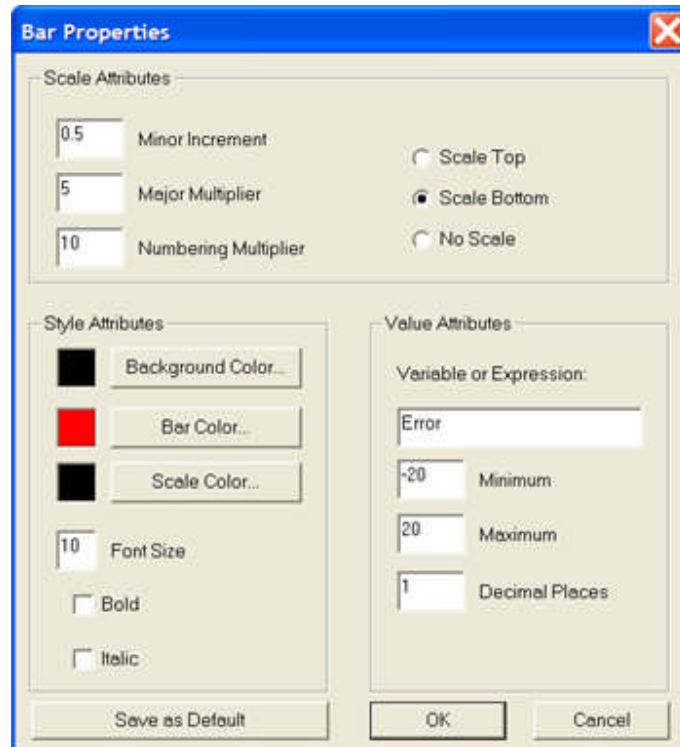 Bar Properties
Scale Attributes
0.5 Minor Increment
5 Major Multiplier
10 Numbering Multiplier
Scale Top
Scale Bottom
No Scale
Style Attributes
Background Color...
Bar Color...
Scale Color...
10 Font Size
Bold
Italic
Value Attributes
Variable or Expression:
Error
-20 Minimum
20 Maximum
1 Decimal Places
Save as Default
OK
Cancel